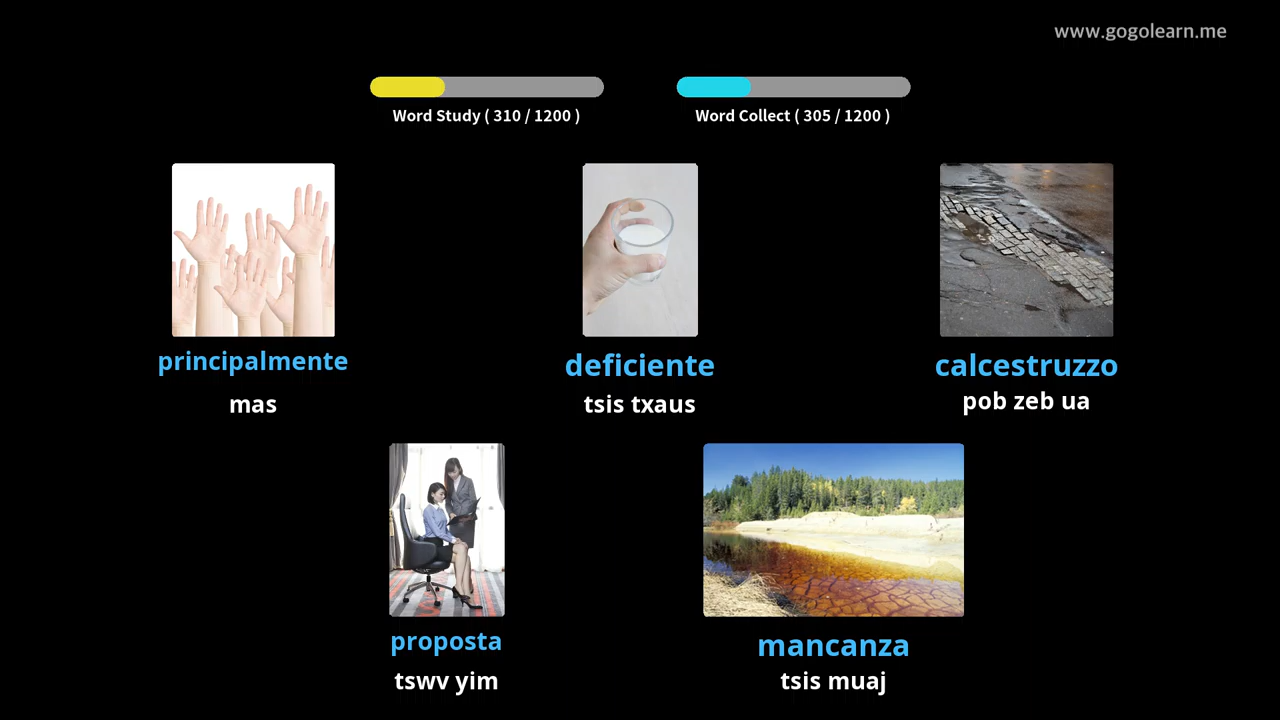 www.gogolearn.me
Word Study ( 310 / 1200 )
Word Collect ( 305 / 1200 )
principalmente
mas
deficiente
tsis txaus
calcestruzzo
pob zeb ua
proposta
tswv yim
mancanza
tsis muaj